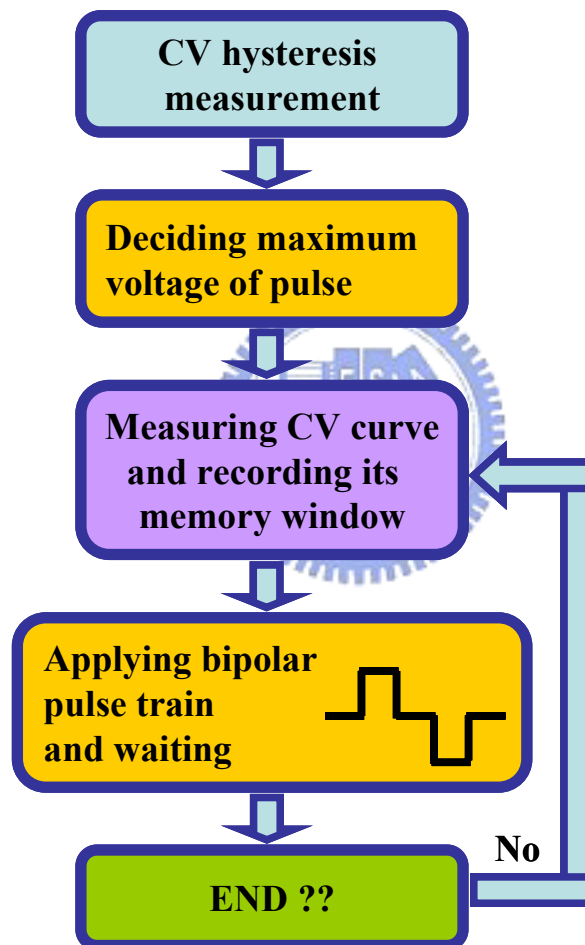 CV hysteresis
measurement
Deciding maximum
voltage of pulse
Measuring CV curve
and recording its
memory window
Applying bipolar
pulse train
and waiting
No
END ??